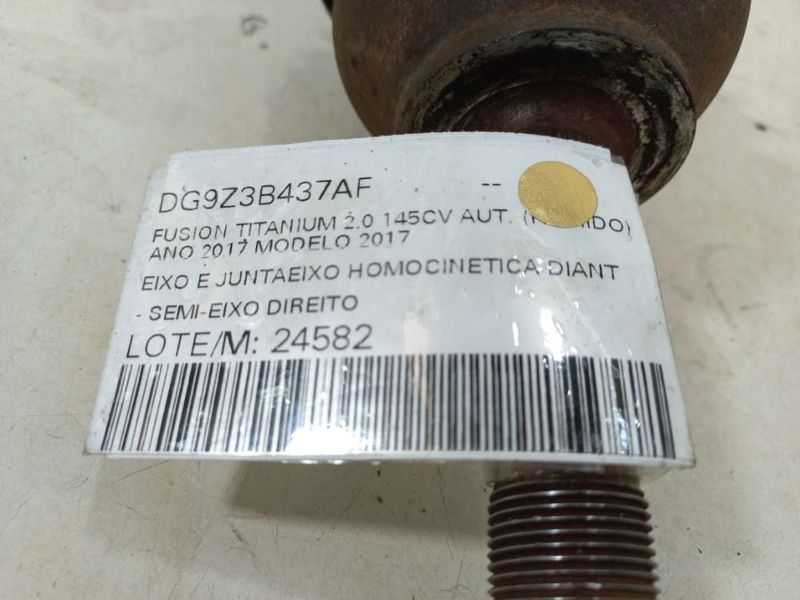 DG9Z3B437AF --
FUSION TITANIUM 2.0 145CV AUT.
ANO 2017 MODELO 2017
EIXO E JUNTAEIXO HOMOCINETICA DIANT
- SEMI-EIXO DIREITO
LOTE/M: 24582